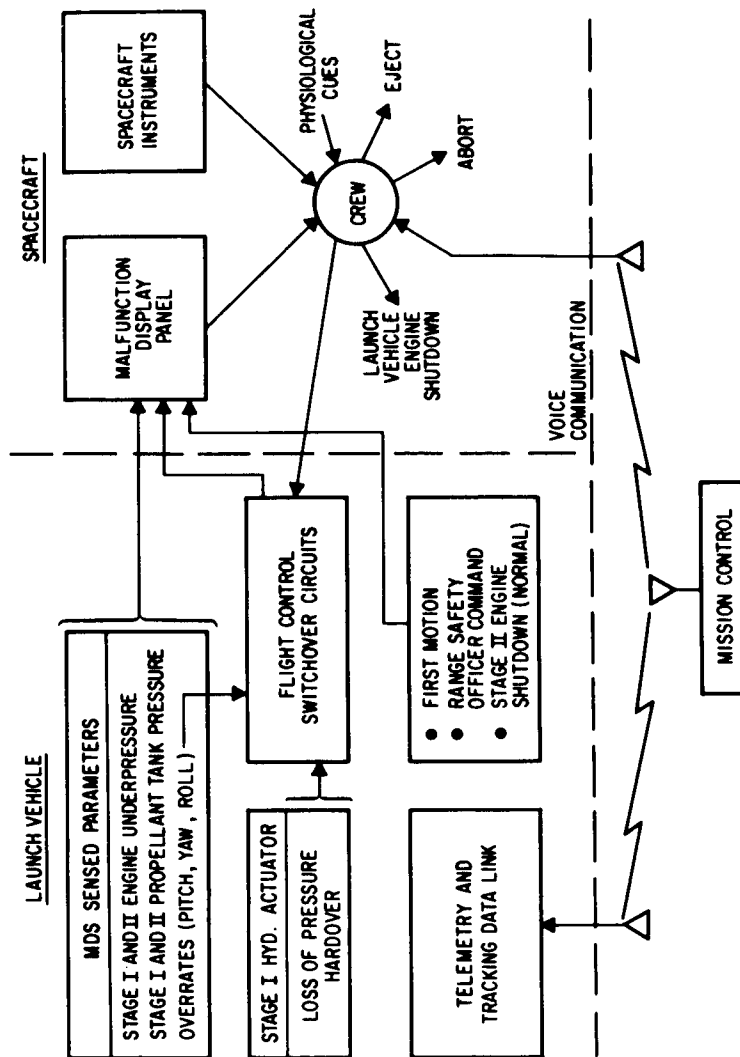 LAUNCH VEHICLE
SPACECRAFT
MDS SENSED PARAMETERS
STAGE I AND II ENGINE UNDERPRESSURE
STAGE I AND II PROPELLANT TANK PRESSURE
OVERRATES (PITCH, YAW, ROLL)
MALFUNCTION
DISPLAY
PANEL
SPACECRAFT
INSTRUMENTS
STAGE I HYD. ACTUATOR
LOSS OF PRESSURE
HARDOVER
FLIGHT CONTROL
SWITCHOVER CIRCUITS
LAUNCH
VEHICLE
ENGINE
SHUTDOWN
CREW
PHYSIOLOGICAL
CUES
EJECT
ABORT
TELEMETRY AND
TRACKING DATA LINK
● FIRST MOTION
● RANGE SAFETY
OFFICER COMMAND
● STAGE II ENGINE
SHUTDOWN (NORMAL)
VOICE
COMMUNICATION
MISSION CONTROL